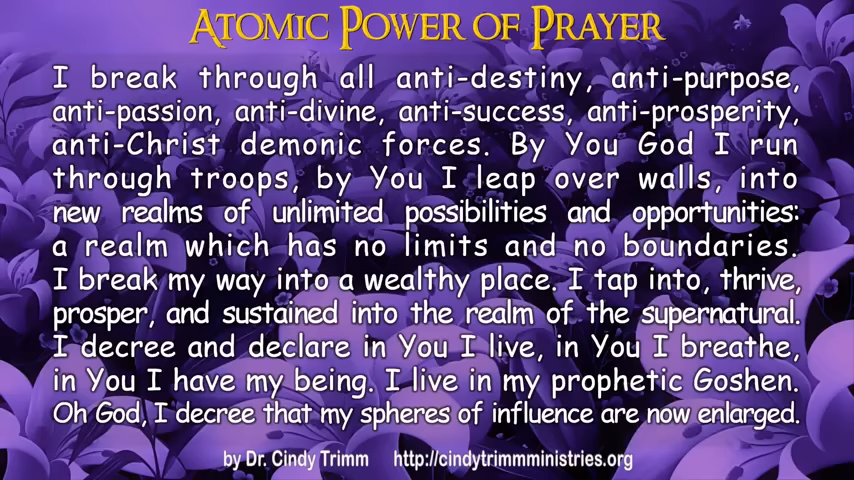 ATOMIC POWER OF PRAYER
I break through all anti-destiny, anti-purpose,
anti-passion, anti-divine, anti-success, anti-prosperity,
anti-Christ demonic forces. By You God I run
through troops, by You I leap over walls, into
new realms of unlimited possibilities and opportunities:
a realm which has no limits and no boundaries.
I break my way into a wealthy place. I tap into, thrive,
prosper, and sustained into the realm of the supernatural.
I decree and declare in You I live, in You I breathe,
in You I have my being. I live in my prophetic Goshen.
Oh God, I decree that my spheres of influence are now enlarged.
by Dr. Cindy Trimm http://cindytrimmministries.org